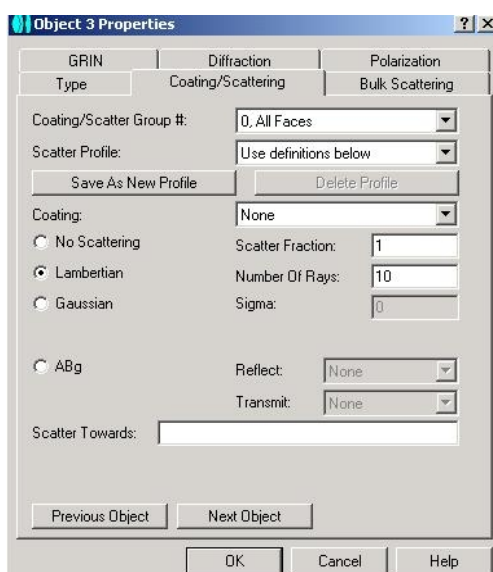 Object 3 Properties ? X
GRIN Diffraction Polarization
Type Coating/Scattering Bulk Scattering
Coating/Scatter Group #: 0, All Faces
Scatter Profile: Use definitions below
Save As New Profile Delete Profile
Coating: None
No Scattering Scatter Fraction: 1
Lambertian Number Of Rays: 10
Gaussian Sigma: 0
ABg Reflect: None
Transmit: None
Scatter Towards:
Previous Object Next Object
OK Cancel Help